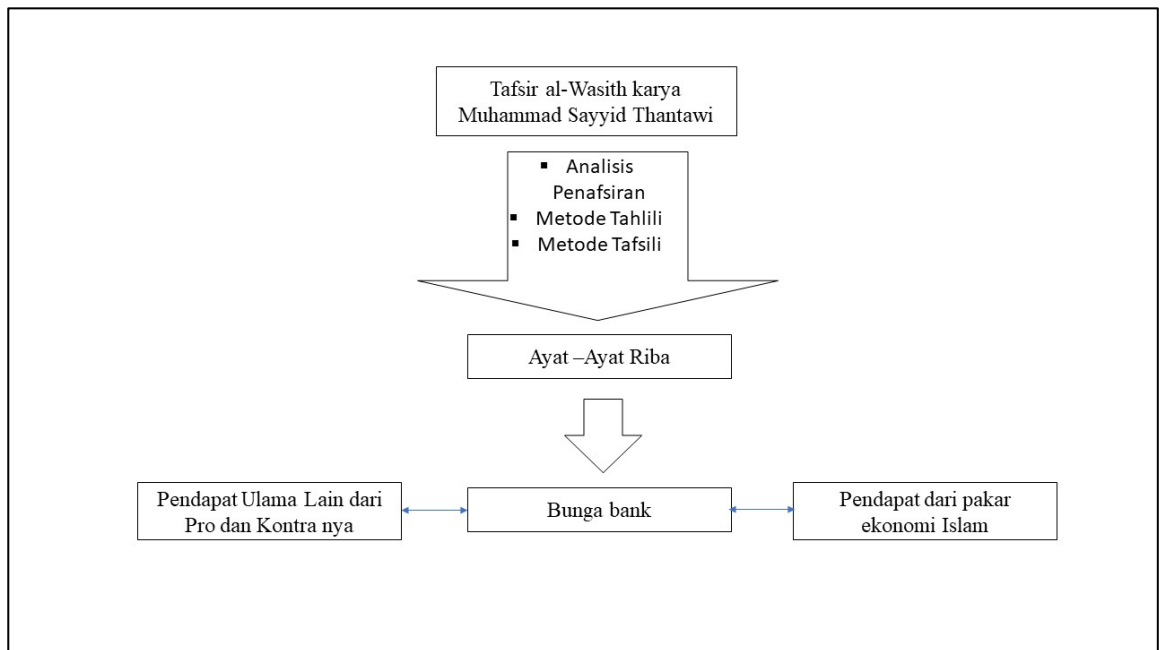 Tafsir al-Wasith karya
Muhammad Sayyid Thantawi
▪ Analisis
Penafsiran
▪ Metode Tahlili
▪ Metode Tafsili
Ayat –Ayat Riba
Pendapat Ulama Lain dari
Pro dan Kontra nya
Bunga bank
Pendapat dari pakar
ekonomi Islam